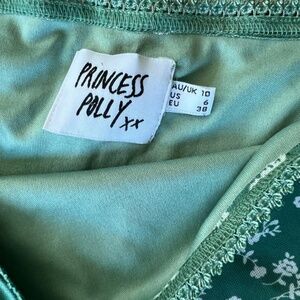 PRINCESS
POLLY xx
AU/UK 10
US 6
EU 38